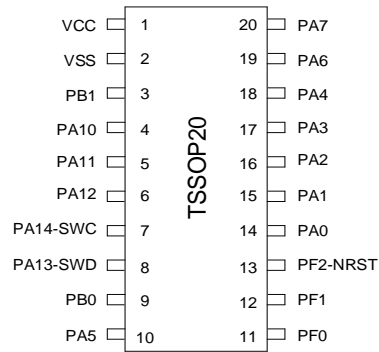 VCC 1 20 PA7
VSS 2 19 PA6
PB1 3 18 PA4
PA10 4 17 PA3
PA11 5 16 PA2
PA12 6 15 PA1
PA14-SWC 7 14 PA0
PA13-SWD 8 13 PF2-NRST
PB0 9 12 PF1
PA5 10 11 PF0
TSSOP20